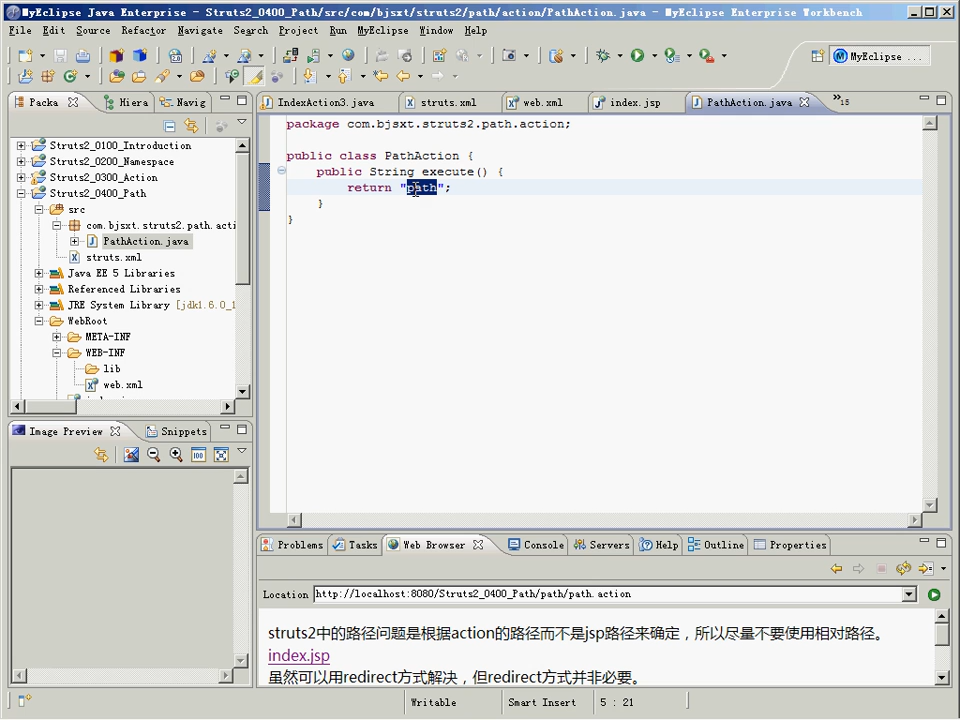 MyEclipse Java Enterprise - Struts2_0400_Path/src/com/bjsxt/struts2/path/action/PathAction.java - MyEclipse Enterprise Workbench
File Edit Source Refactor Navigate Search Project Run MyEclipse Window Help
MyEclipse ...
Packa Hiera Navig
IndexAction3.java struts.xml web.xml index.jsp PathAction.java »15
Struts2_0100_Introduction
Struts2_0200_Namespace
Struts2_0300_Action
Struts2_0400_Path
src
com.bjsxt.struts2.path.acti
PathAction.java
struts.xml
Java EE 5 Libraries
Referenced Libraries
JRE System Library [jdk1.6.0_1
WebRoot
META-INF
WEB-INF
lib
web.xml
package com.bjsxt.struts2.path.action;
public class PathAction {
public String execute() {
return "path";
}
}
Image Preview Snippets
100
Problems Tasks Web Browser Console Servers Help Outline Properties
Location http://localhost:8080/Struts2_0400_Path/path/path.action
struts2中的路径问题是根据action的路径而不是jsp路径来确定，所以尽量不要使用相对路径。
index.jsp
虽然可以用redirect方式解决，但redirect方式并非必要。
Writable Smart Insert 5 : 21